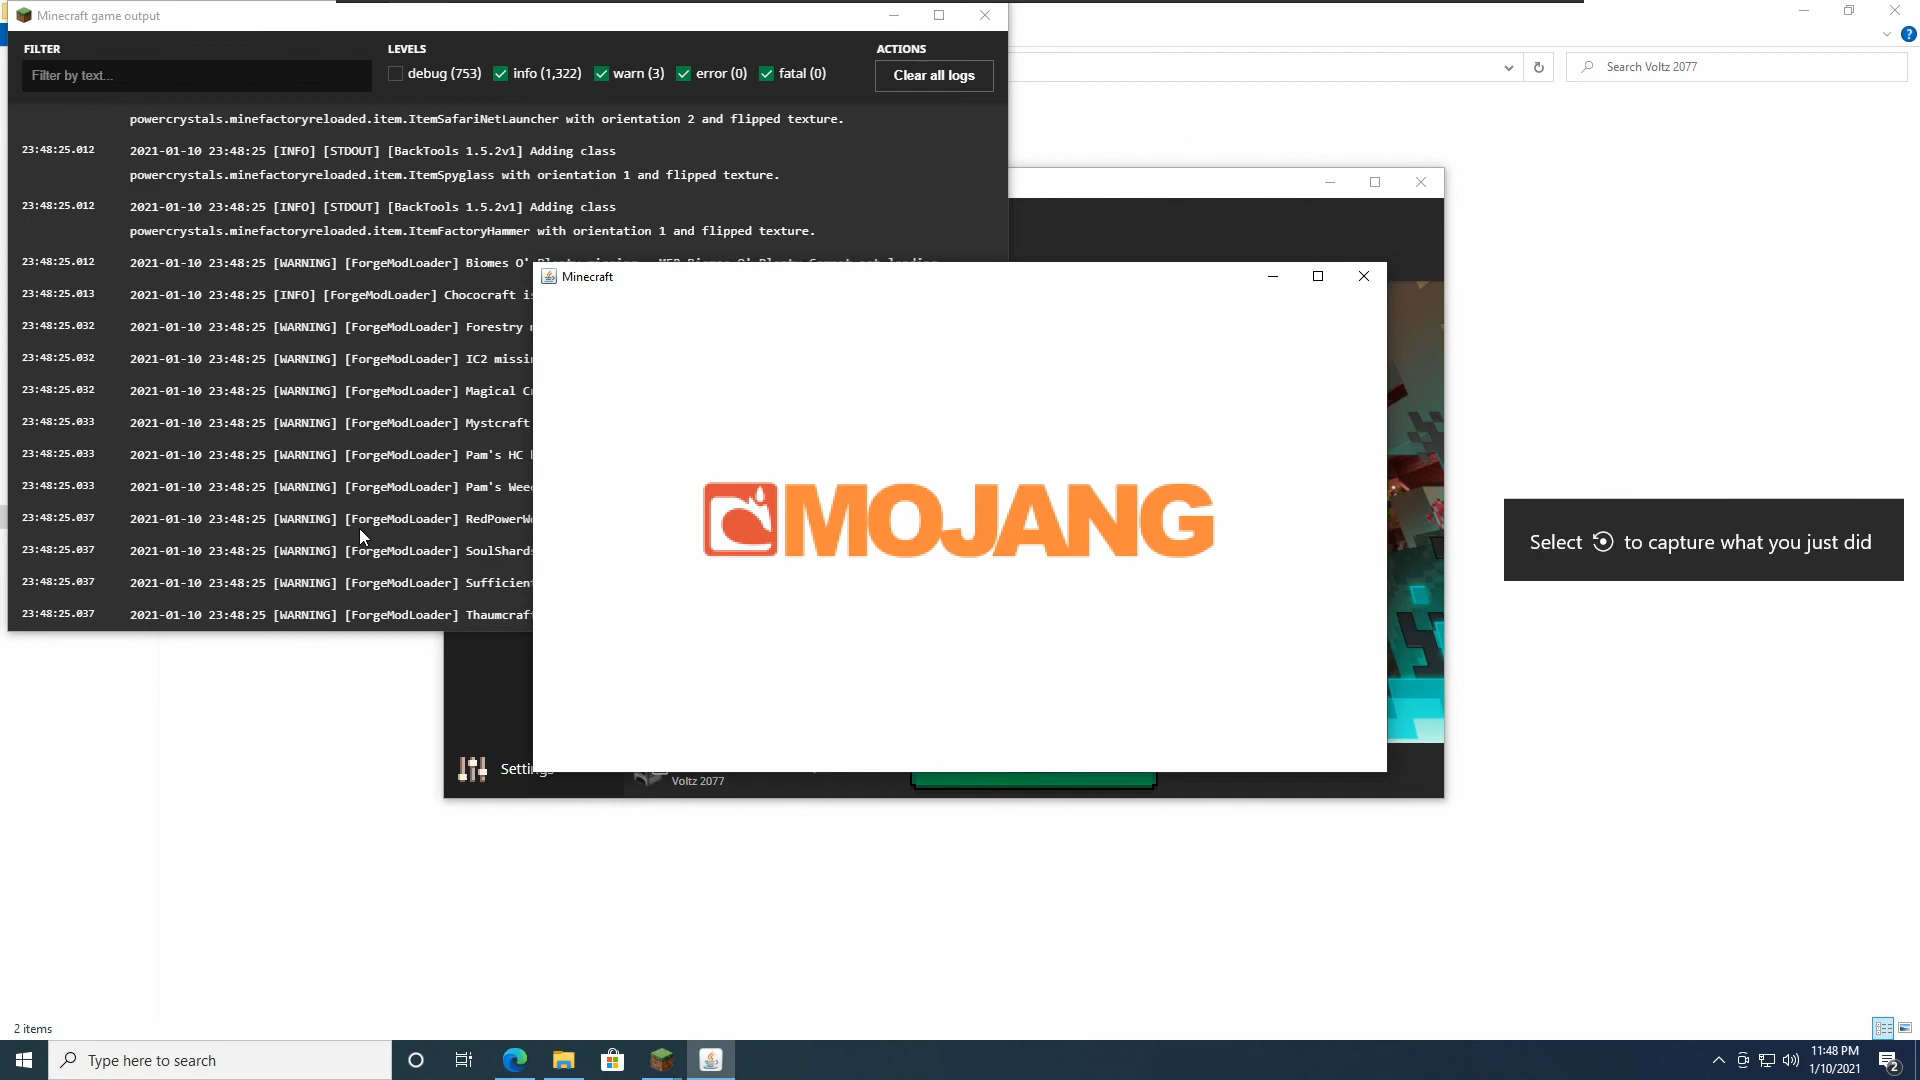 Minecraft game output
FILTER
Filter by text...
LEVELS
debug (753) info (1,322) warn (3) error (0) fatal (0)
ACTIONS
Clear all logs
powercrystals.minefactoryreloaded.item.ItemSafariNetLauncher with orientation 2 and flipped texture.
23:48:25.012 2021-01-10 23:48:25 [INFO] [STDOUT] [BackTools 1.5.2v1] Adding class
powercrystals.minefactoryreloaded.item.ItemSpyglass with orientation 1 and flipped texture.
23:48:25.012 2021-01-10 23:48:25 [INFO] [STDOUT] [BackTools 1.5.2v1] Adding class
powercrystals.minefactoryreloaded.item.ItemFactoryHammer with orientation 1 and flipped texture.
23:48:25.012 2021-01-10 23:48:25 [WARNING] [ForgeModLoader] Biomes O'
23:48:25.013 2021-01-10 23:48:25 [INFO] [ForgeModLoader] Chococraft
23:48:25.032 2021-01-10 23:48:25 [WARNING] [ForgeModLoader] Forestry
23:48:25.032 2021-01-10 23:48:25 [WARNING] [ForgeModLoader] IC2
23:48:25.032 2021-01-10 23:48:25 [WARNING] [ForgeModLoader] Magical
23:48:25.033 2021-01-10 23:48:25 [WARNING] [ForgeModLoader] Mystcraft
23:48:25.033 2021-01-10 23:48:25 [WARNING] [ForgeModLoader] Pam's HC
23:48:25.033 2021-01-10 23:48:25 [WARNING] [ForgeModLoader] Pam's Wee
23:48:25.037 2021-01-10 23:48:25 [WARNING] [ForgeModLoader] RedPowerW
23:48:25.037 2021-01-10 23:48:25 [WARNING] [ForgeModLoader] SoulShard
23:48:25.037 2021-01-10 23:48:25 [WARNING] [ForgeModLoader] Sufficien
23:48:25.037 2021-01-10 23:48:25 [WARNING] [ForgeModLoader] Thaumcraf
Search Voltz 2077
Minecraft
MOJANG
Select to capture what you just did
Settings
Voltz 2077
2 items
Type here to search
11:48 PM
1/10/2021
2